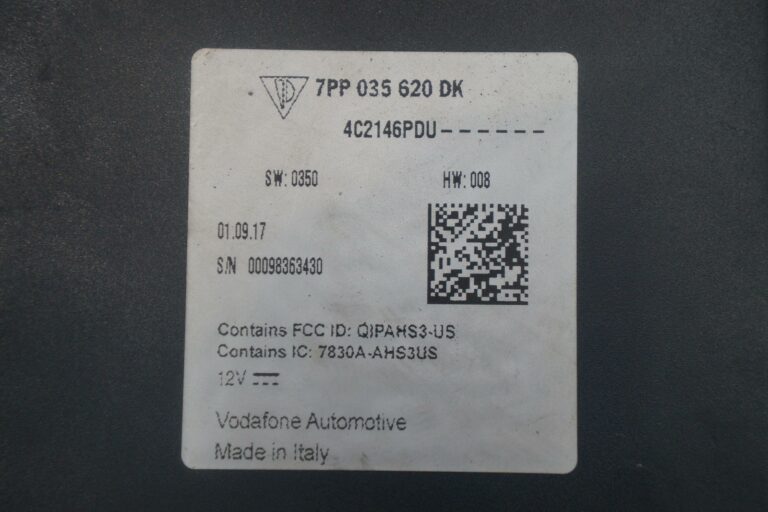 7PP 035 620 DK
4C2146PDU------
SW: 0350 HW: 008
01.09.17
S/N 00098363430
Contains FCC ID: QIPAHS3-US
Contains IC: 7830A-AHS3US
12V
Vodafone Automotive
Made in Italy